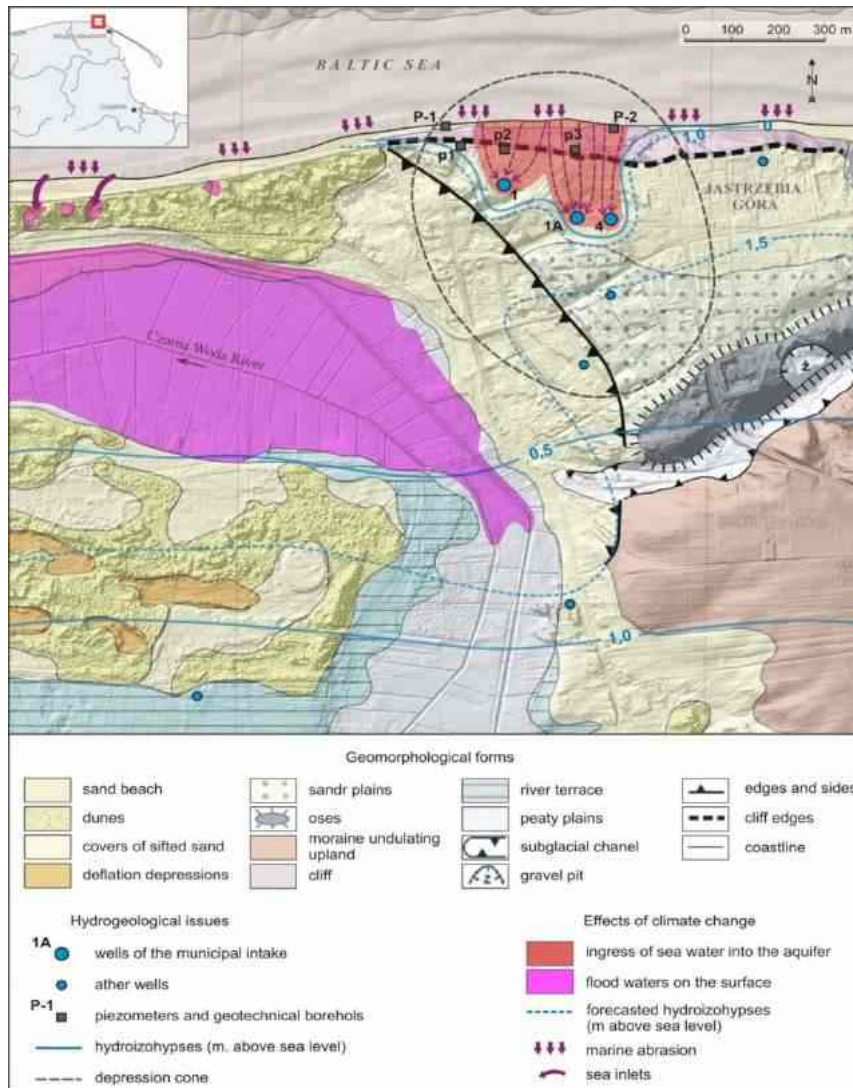 0 100 200 300 m
BALTIC SEA
N
P-1
P-2
p1
p2
p3
1,0
0
1
1A
4
JASTRZĘBIA
GÓRA
1,5
ż
Czarna Woda River
0,5
1,0
Geomorphological forms
sand beach
sandr plains
river terrace
edges and sides
dunes
oses
peaty plains
cliff edges
covers of sifted sand
moraine undulating
upland
subglacial chanel
coastline
deflation depressions
cliff
gravel pit
Hydrogeological issues
Effects of climate change
1A
wells of the municipal intake
ingress of sea water into the aquifer
ather wells
flood waters on the surface
P-1
piezometers and geotechnical borehols
forecasted hydroizohypses
(m above sea level)
hydroizohypses (m. above sea level)
marine abrasion
depression cone
sea inlets